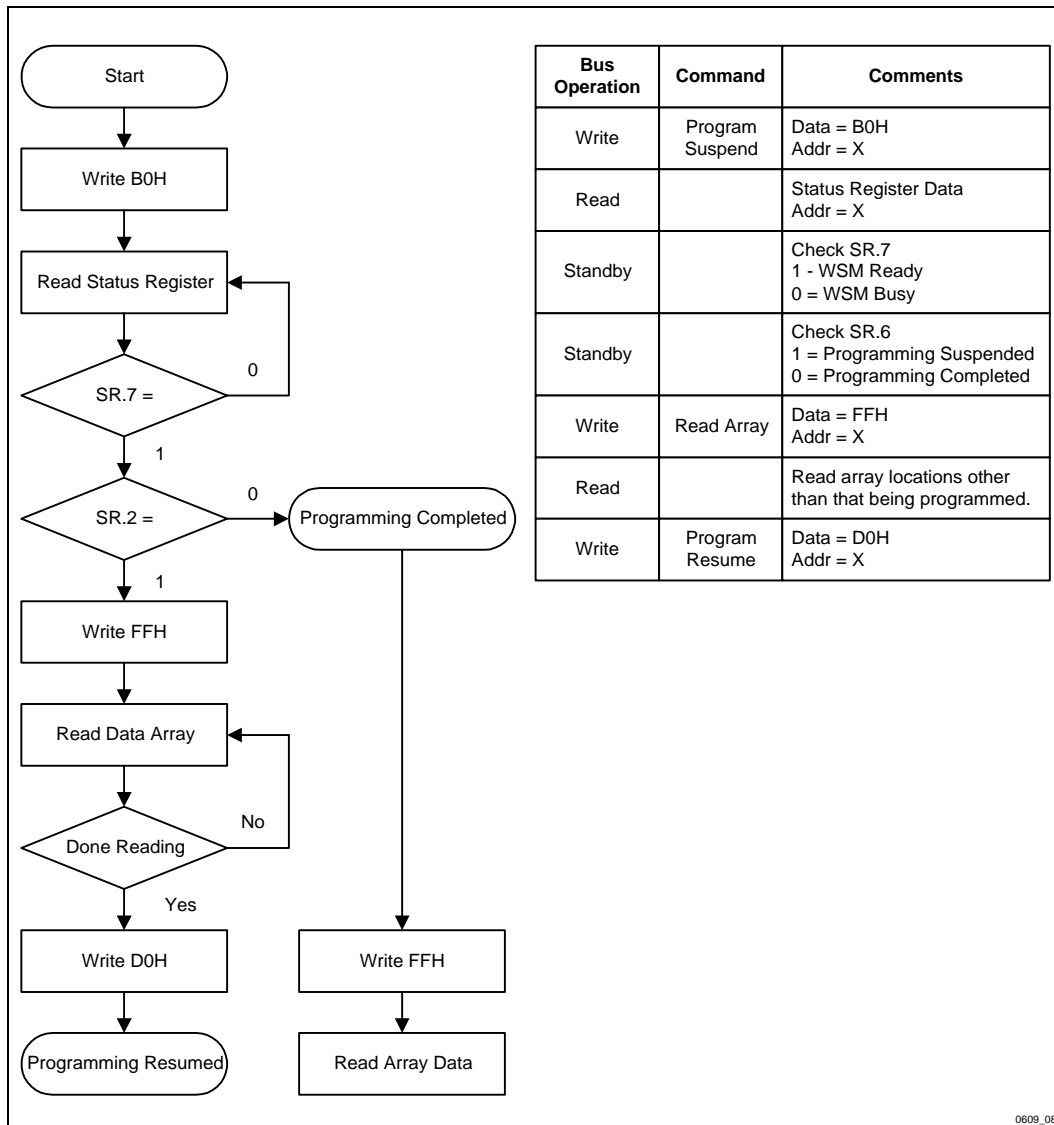 Start
Write B0H
Read Status Register
0
SR.7 =
1
0
SR.2 =
Programming Completed
1
Write FFH
Read Data Array
No
Done Reading
Yes
Write D0H
Write FFH
Programming Resumed
Read Array Data
Bus
Operation
Command
Comments
Write
Program
Suspend
Data = B0H
Addr = X
Read
Status Register Data
Addr = X
Standby
Check SR.7
1 - WSM Ready
0 = WSM Busy
Standby
Check SR.6
1 = Programming Suspended
0 = Programming Completed
Write
Read Array
Data = FFH
Addr = X
Read
Read array locations other
than that being programmed.
Write
Program
Resume
Data = D0H
Addr = X
0609_08